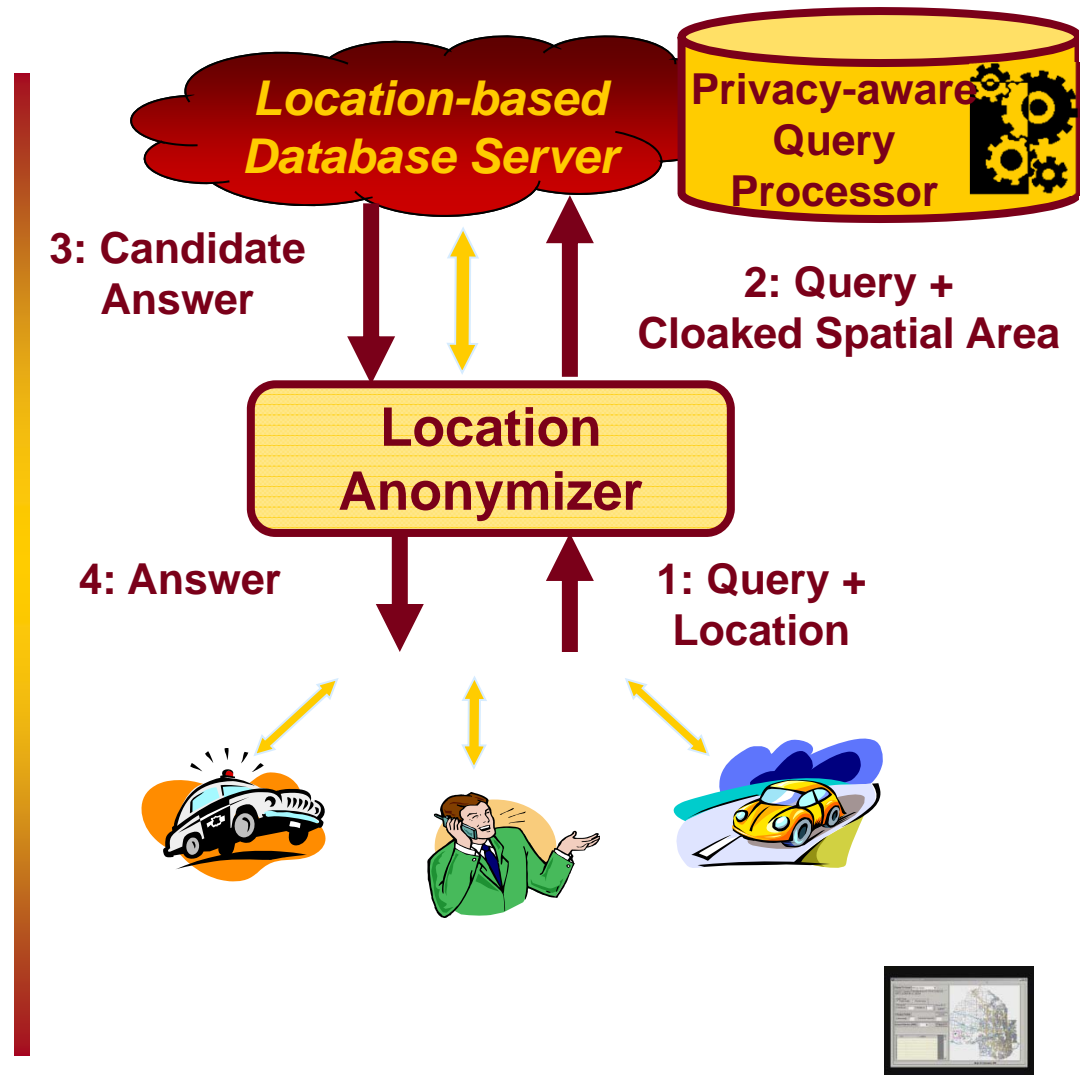 Location-based
Database Server
Privacy-aware
Query
Processor
3: Candidate
Answer
2: Query +
Cloaked Spatial Area
Location
Anonymizer
4: Answer
1: Query +
Location